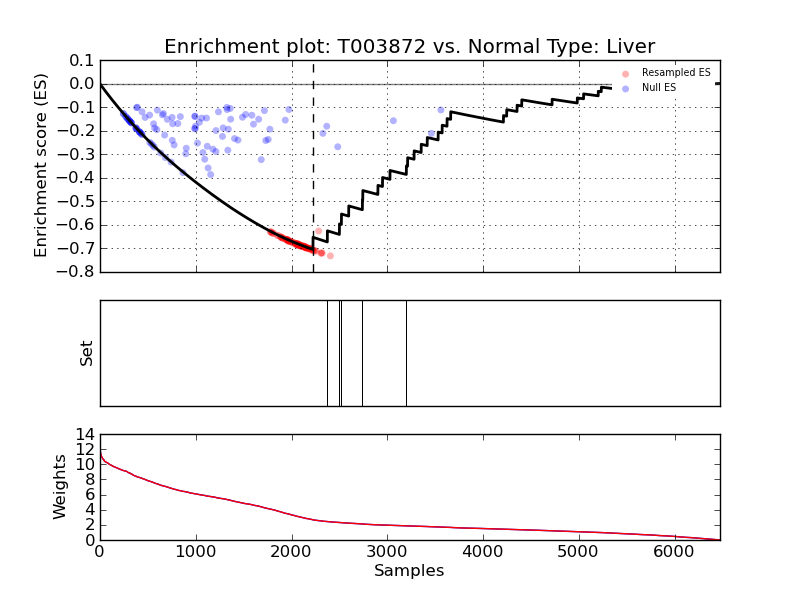 Enrichment plot: T003872 vs. Normal Type: Liver
Enrichment score (ES)
0.1
0.0
−0.1
−0.2
−0.3
−0.4
−0.5
−0.6
−0.7
−0.8
Resampled ES
Null ES
Set
Weights
14
12
10
8
6
4
2
0
0 1000 2000 3000 4000 5000 6000
Samples